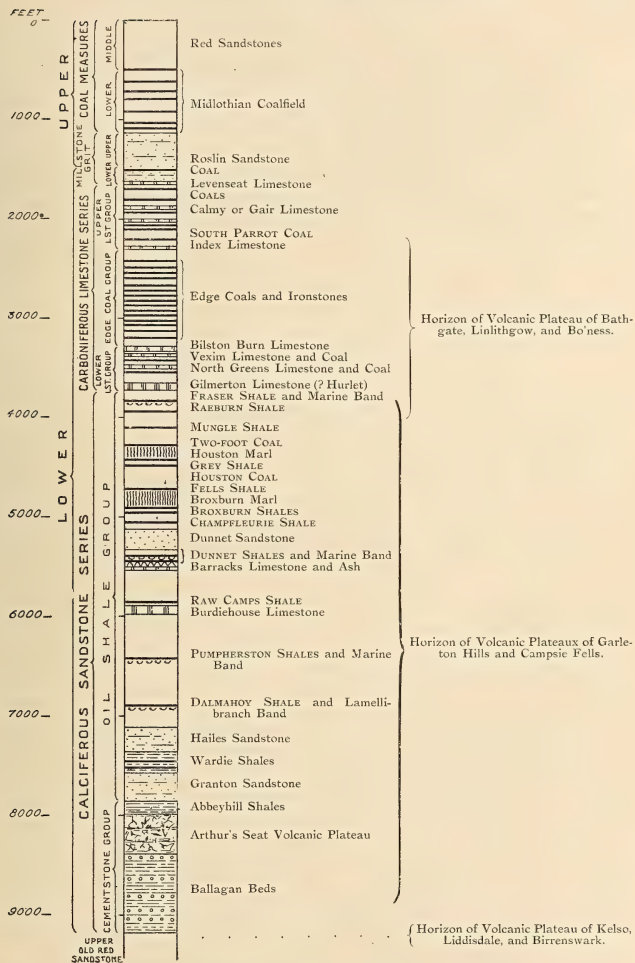 FEET
0
1000
2000
3000
4000
5000
6000
7000
8000
9000
UPPER
LOWER
COAL MEASURES
MILLSTONE GRIT
CARBONIFEROUS LIMESTONE SERIES
CALCIFEROUS SANDSTONE SERIES
MIDDLE
LOWER
UPPER
LOWER
UPPER
LST. GROUP
EDGE COAL GROUP
LOWER
LST. GROUP
OIL SHALE GROUP
CEMENTSTONE GROUP
UPPER
OLD RED
SANDSTONE
Red Sandstones
Midlothian Coalfield
Roslin Sandstone
COAL
Levenseat Limestone
COALS
Calmy or Gair Limestone
SOUTH PARROT COAL
Index Limestone
Edge Coals and Ironstones
Bilston Burn Limestone
Vexim Limestone and Coal
North Greens Limestone and Coal
Gilmerton Limestone (? Hurlet)
FRASER SHALE and Marine Band
RAEBURN SHALE
MUNGLE SHALE
TWO-FOOT COAL
Houston Marl
GREY SHALE
HOUSTON COAL
FELLS SHALE
Broxburn Marl
BROXBURN SHALES
CHAMPFLEURIE SHALE
Dunnet Sandstone
DUNNET SHALES and Marine Band
Barracks Limestone and Ash
RAW CAMPS SHALE
Burdiehouse Limestone
PUMPHERSTON SHALES and Marine
Band
DALMAHOY SHALE and Lamelli-
branch Band
Hailes Sandstone
Wardie Shales
Granton Sandstone
Abbeyhill Shales
Arthur's Seat Volcanic Plateau
Ballagan Beds
Horizon of Volcanic Plateau of Bath-
gate, Linlithgow, and Bo'ness.
Horizon of Volcanic Plateaux of Garle-
ton Hills and Campsie Fells.
Horizon of Volcanic Plateau of Kelso,
Liddisdale, and Birrenswark.